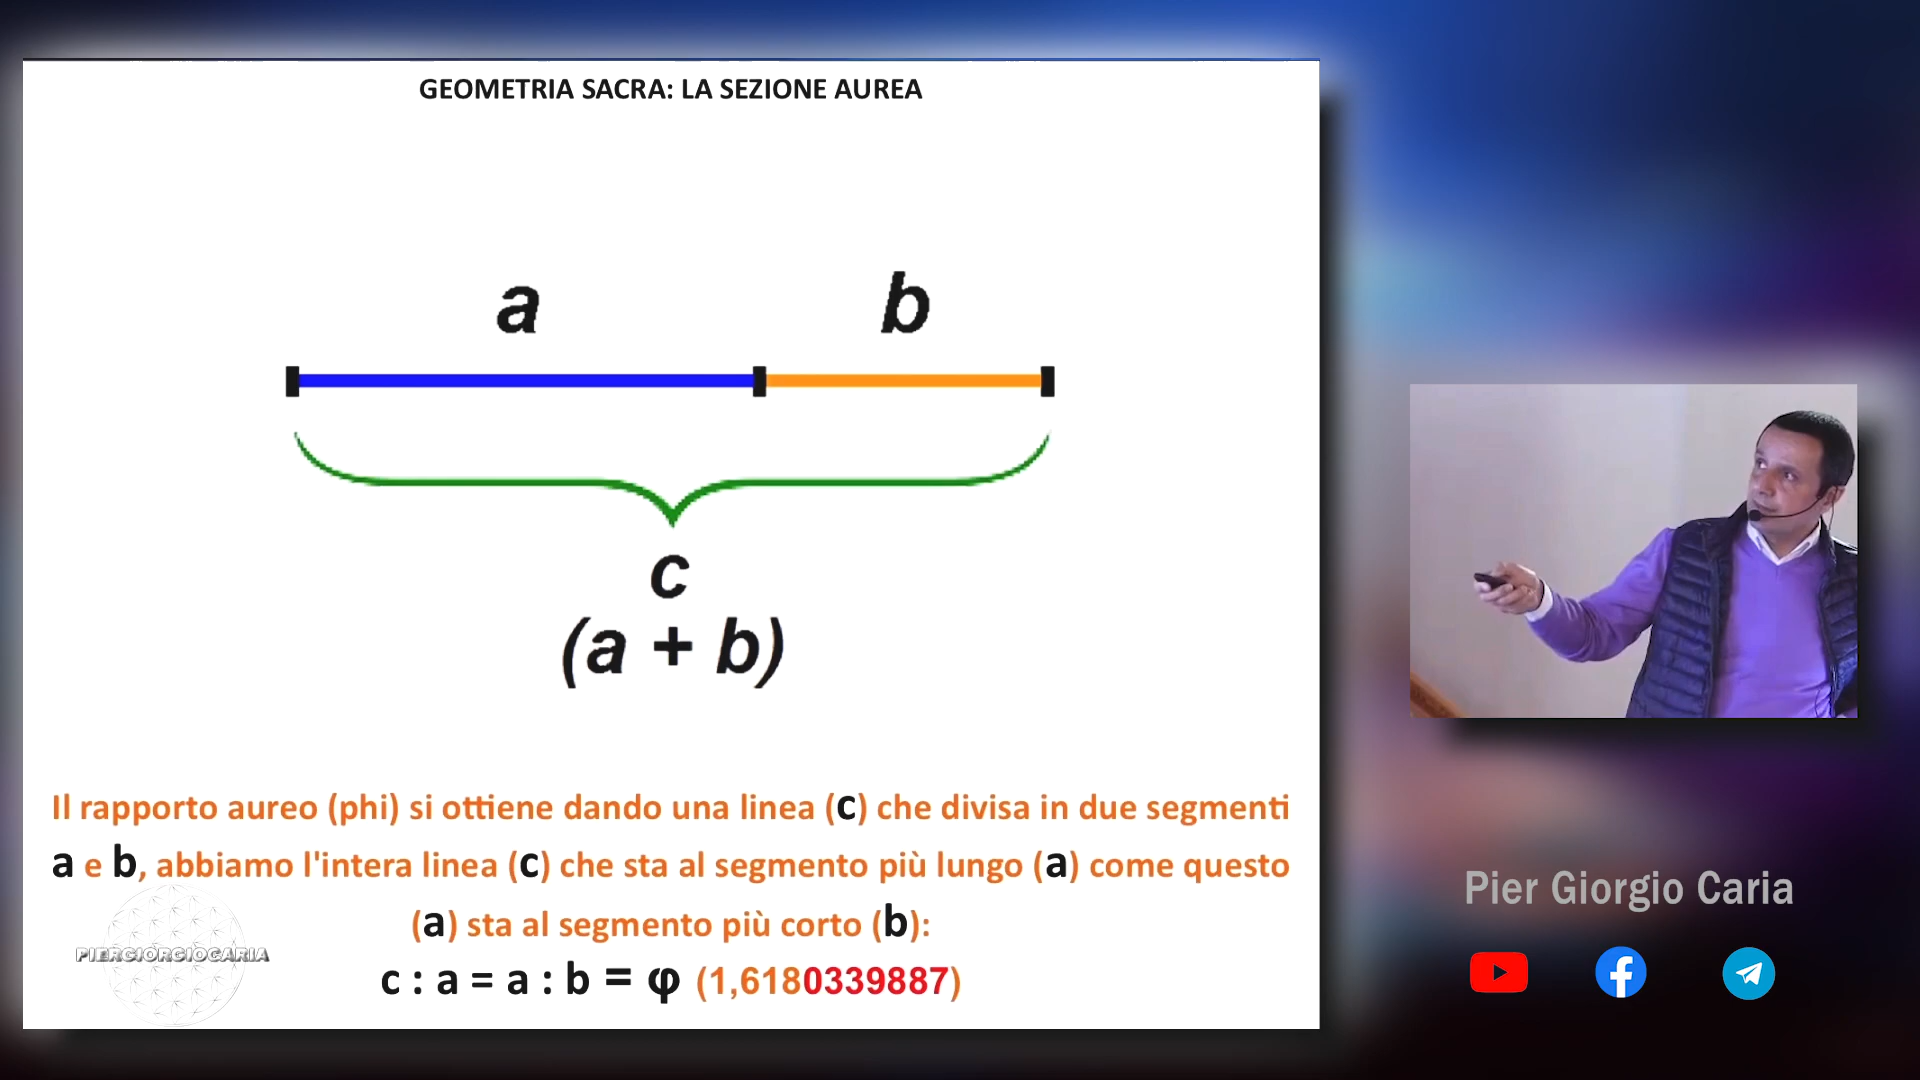 GEOMETRIA SACRA: LA SEZIONE AUREA
a
b
c
(a + b)
Il rapporto aureo (phi) si ottiene dando una linea (c) che divisa in due segmenti
a e b, abbiamo l'intera linea (c) che sta al segmento più lungo (a) come questo
(a) sta al segmento più corto (b):
c : a = a : b = φ (1,6180339887)
PIERGIORGIOCARIA
Pier Giorgio Caria